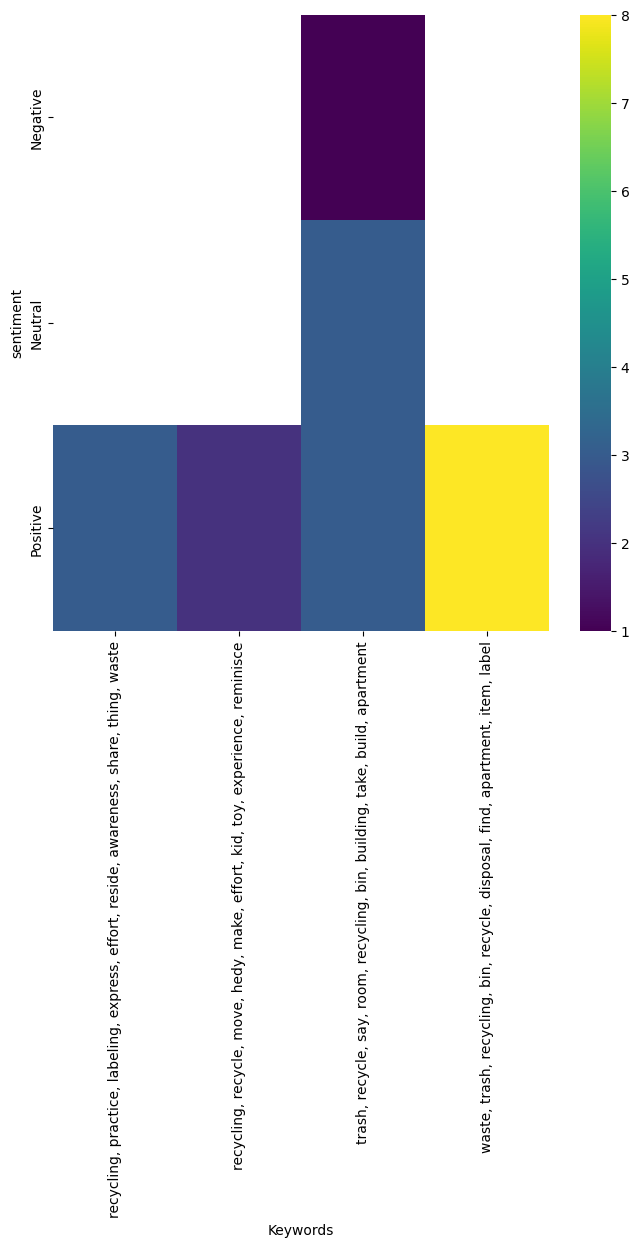 Negative
Neutral
Positive
sentiment
8
7
6
5
4
3
2
1
recycling, practice, labeling, express, effort, reside, awareness, share, thing, waste
recycling, recycle, move, hedy, make, effort, kid, toy, experience, reminisce
trash, recycle, say, room, recycling, bin, building, take, build, apartment
waste, trash, recycling, bin, recycle, disposal, find, apartment, item, label
Keywords